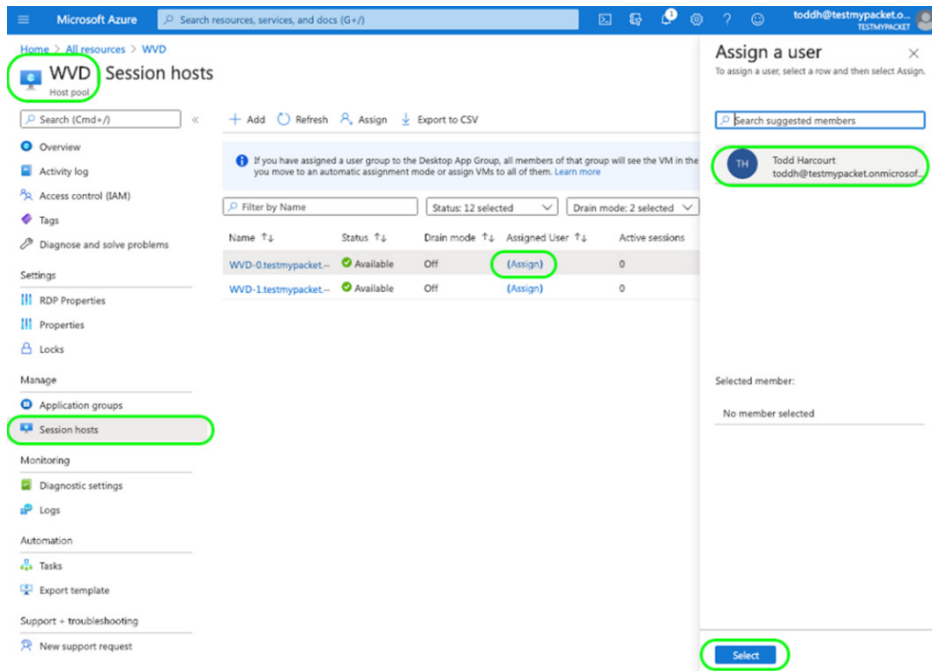 Microsoft Azure
Search resources, services, and docs (G+/)
1
toddh@testmypacket.o...
TESTMYPACKET
Home > All resources > WVD
WVD Session hosts
Host pool
Search (Cmd+/)
«
Overview
Activity log
Access control (IAM)
Tags
Diagnose and solve problems
Settings
RDP Properties
Properties
Locks
Manage
Application groups
Session hosts
Monitoring
Diagnostic settings
Logs
Automation
Tasks
Export template
Support + troubleshooting
New support request
+ Add Refresh Assign Export to CSV
If you have assigned a user group to the Desktop App Group, all members of that group will see the VM in the
you move to an automatic assignment mode or assign VMs to all of them. Learn more
Filter by Name Status: 12 selected Drain mode: 2 selected
Name ↑↓ Status ↑↓ Drain mode ↑↓ Assigned User ↑↓ Active sessions
WVD-0.testmypacket.-- Available Off (Assign) 0
WVD-1.testmypacket.-- Available Off (Assign) 0
Assign a user
To assign a user, select a row and then select Assign.
Search suggested members
TH
Todd Harcourt
toddh@testmypacket.onmicrosof...
Selected member:
No member selected
Select